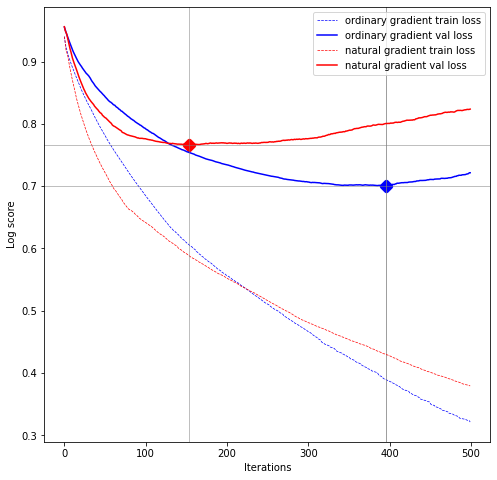 ordinary gradient train loss
ordinary gradient val loss
natural gradient train loss
natural gradient val loss
Log score
0.9
0.8
0.7
0.6
0.5
0.4
0.3
0 100 200 300 400 500
Iterations